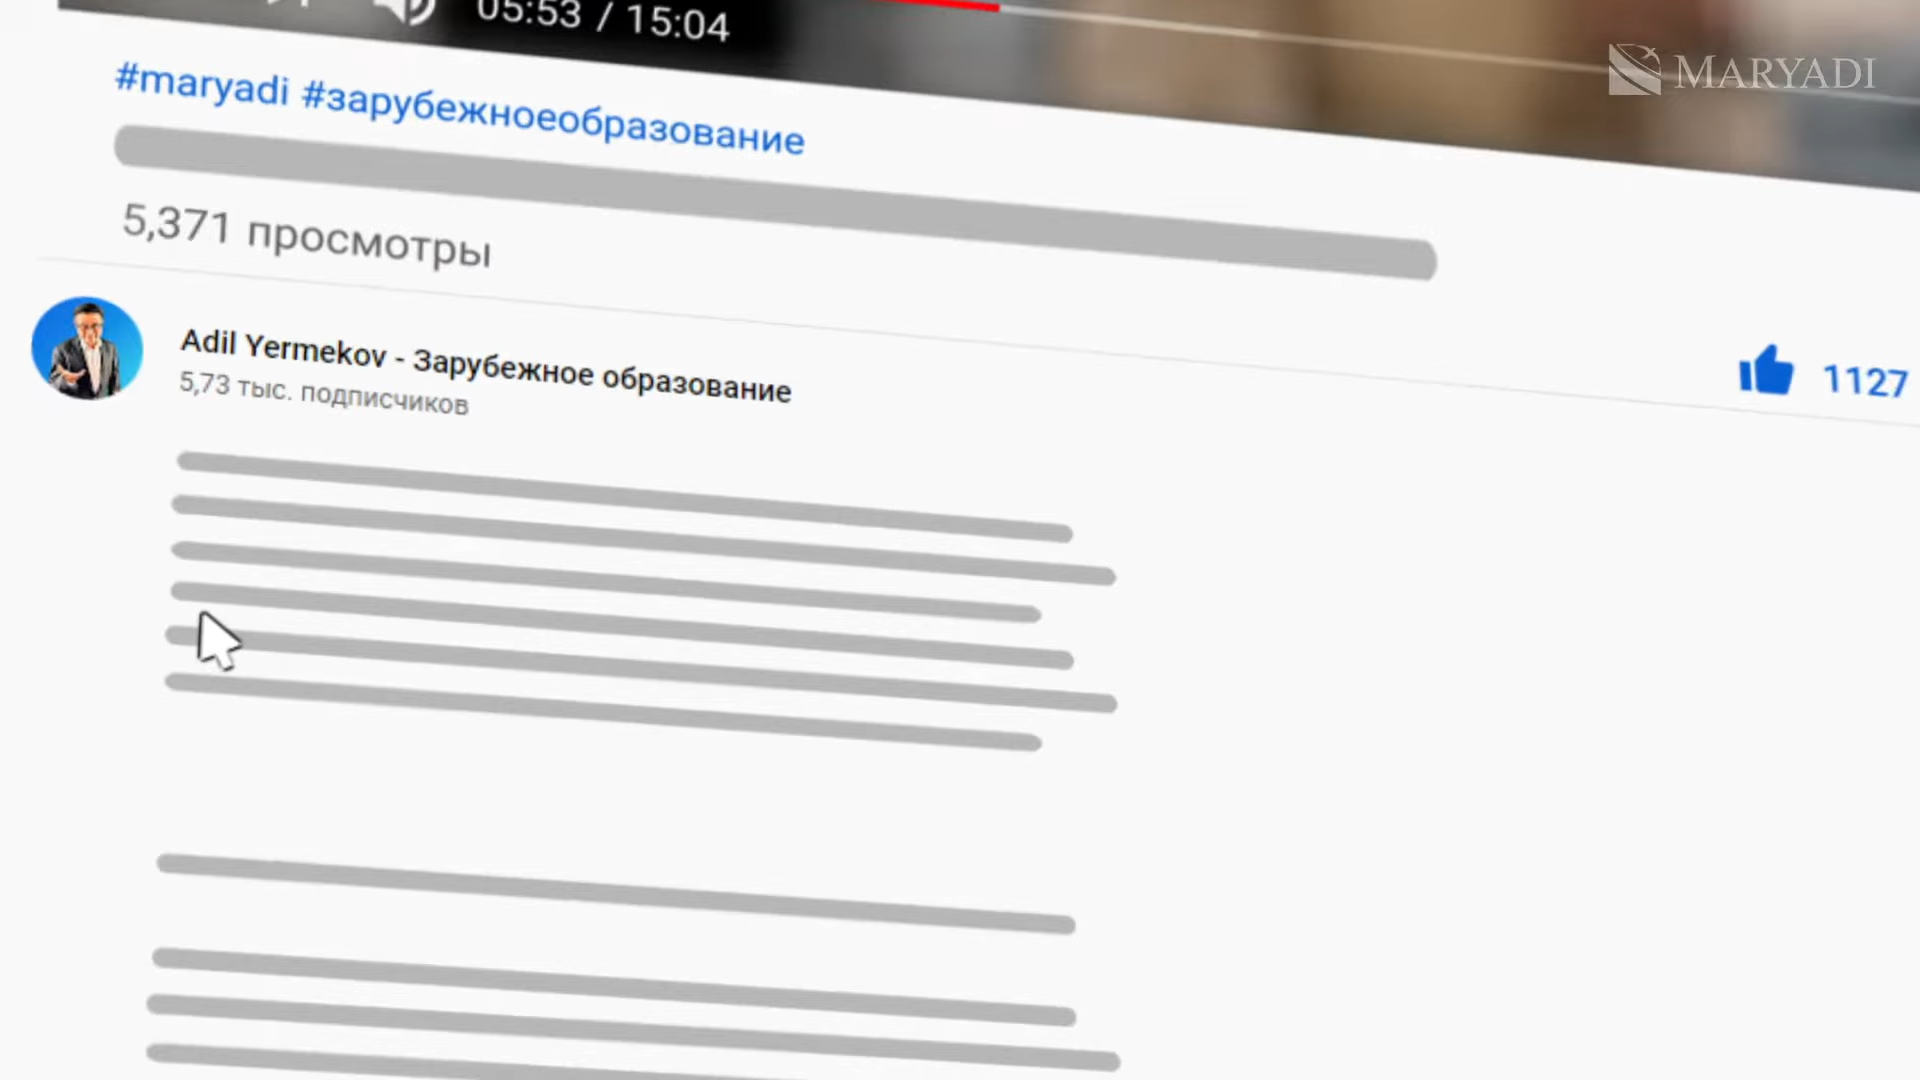 05:53 / 15:04
MARYADI
#maryadi #зарубежноеобразование
5,371 просмотры
Adil Yermekov - Зарубежное образование
5,73 тыс. подписчиков
1127